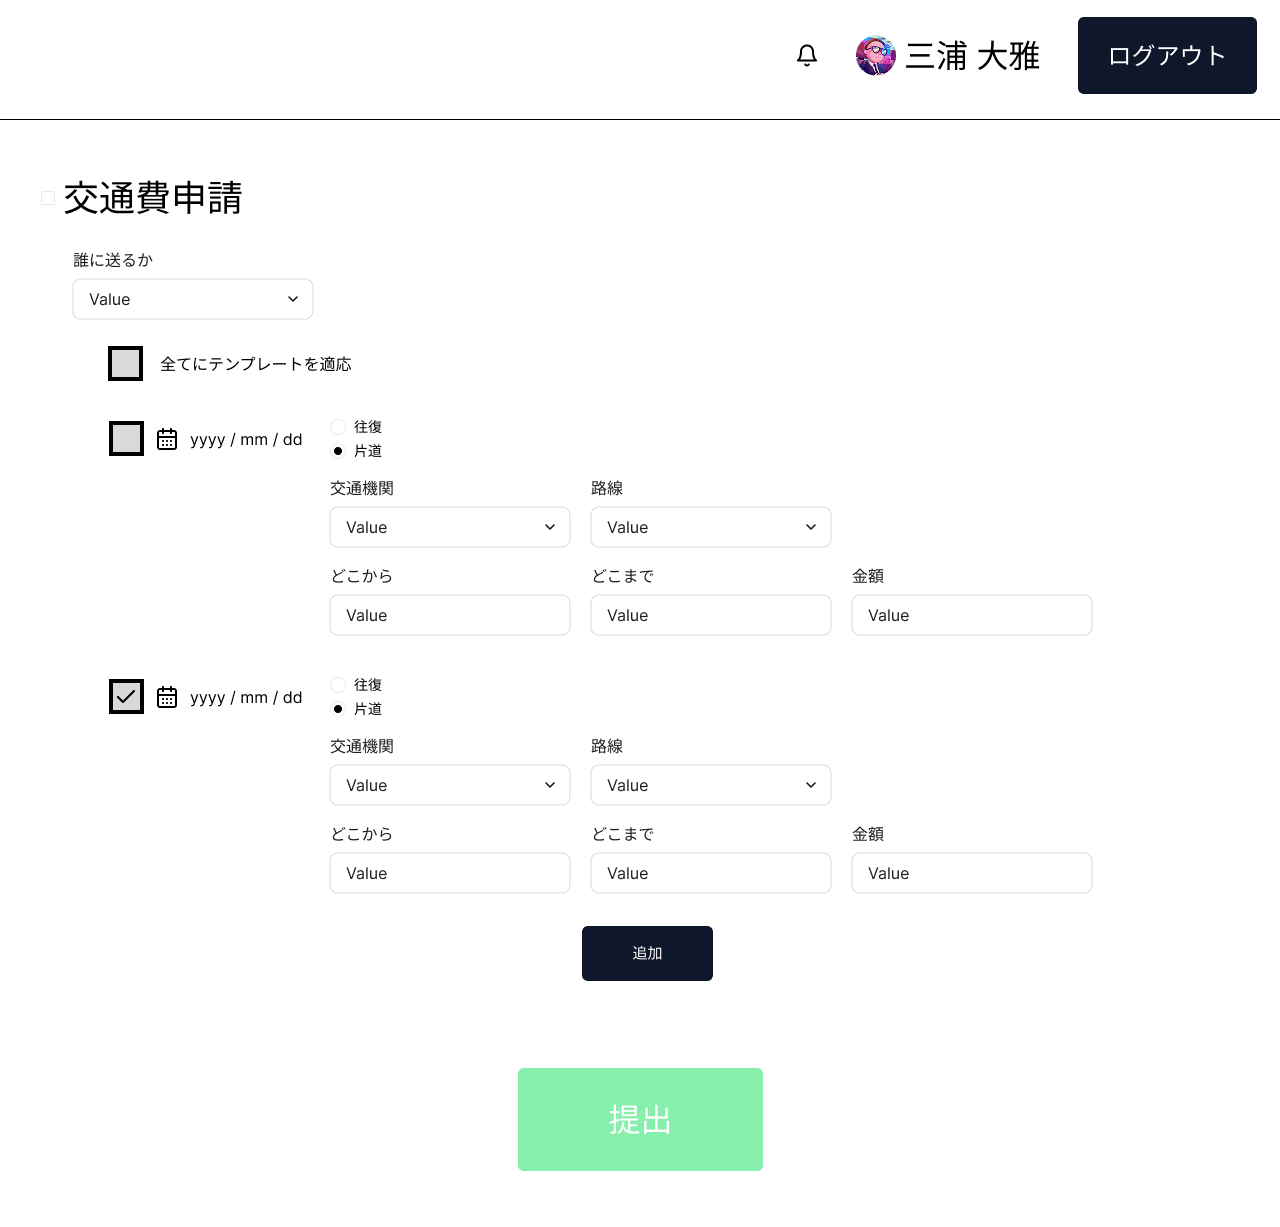 三浦 大雅
ログアウト
交通費申請
誰に送るか
Value
全てにテンプレートを適応
yyyy / mm / dd
往復
片道
交通機関
路線
Value
Value
どこから
どこまで
金額
Value
Value
Value
yyyy / mm / dd
往復
片道
交通機関
路線
Value
Value
どこから
どこまで
金額
Value
Value
Value
追加
提出